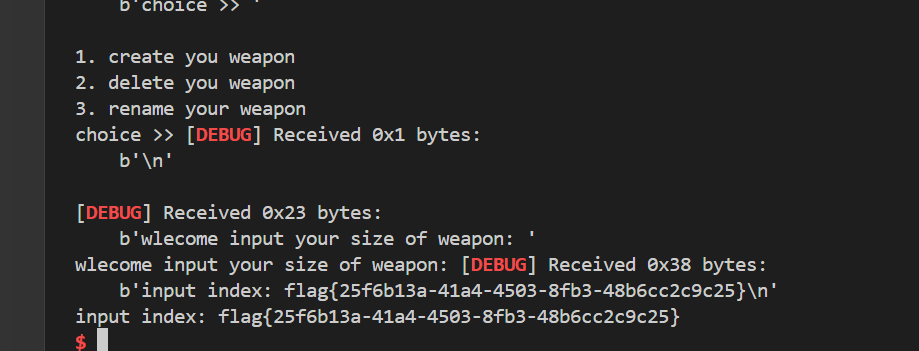 b'choice >> '
1. create you weapon
2. delete you weapon
3. rename your weapon
choice >> [DEBUG] Received 0x1 bytes:
b'\n'
[DEBUG] Received 0x23 bytes:
b'wlecome input your size of weapon: '
wlecome input your size of weapon: [DEBUG] Received 0x38 bytes:
b'input index: flag{25f6b13a-41a4-4503-8fb3-48b6cc2c9c25}\n'
input index: flag{25f6b13a-41a4-4503-8fb3-48b6cc2c9c25}
$